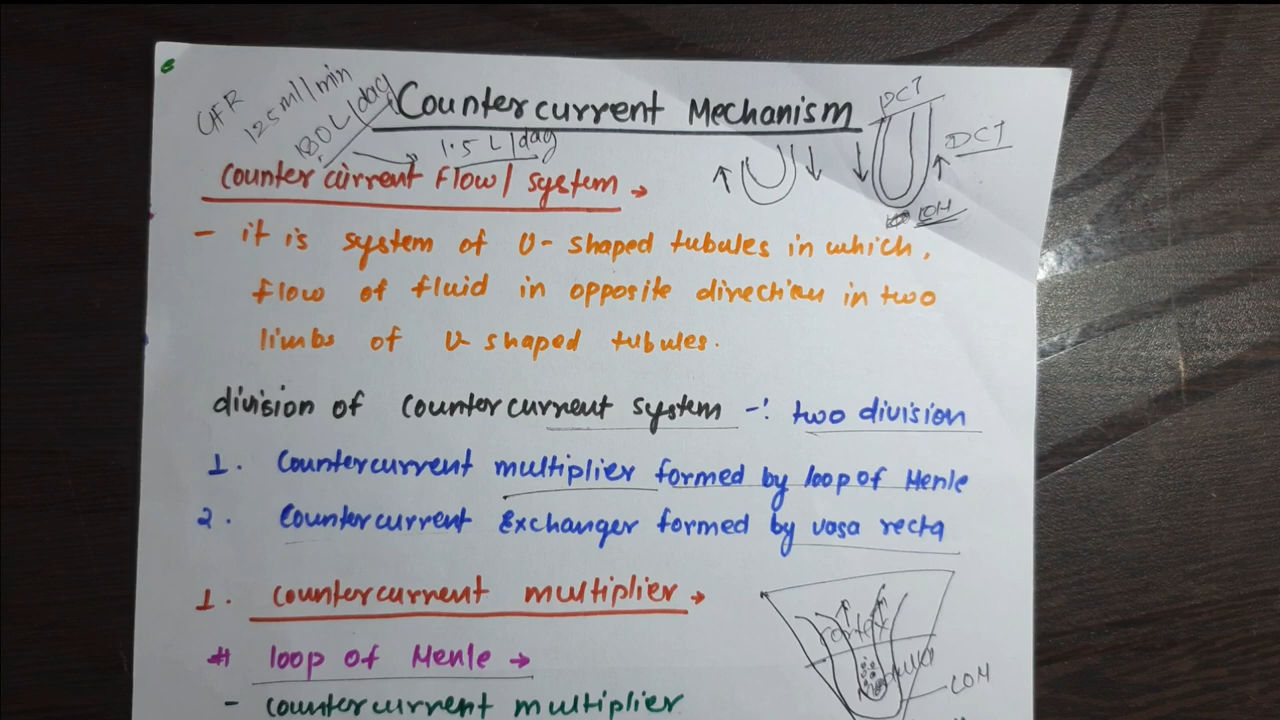 GFR
125 ml/min
180 L/day
1.5 L/day
Countercurrent Mechanism
PCT
DCT
LOH
Counter current Flow/ system →
- it is system of U- shaped tubules in which,
flow of fluid in opposite direction in two
limbs of U- shaped tubules.
division of countercurrent system -: two division
1. Countercurrent multiplier formed by loop of Henle
2. Countercurrent Exchanger formed by vasa recta
1. countercurrent multiplier →
# loop of Henle →
- countercurrent multiplier
Cortex
LOH